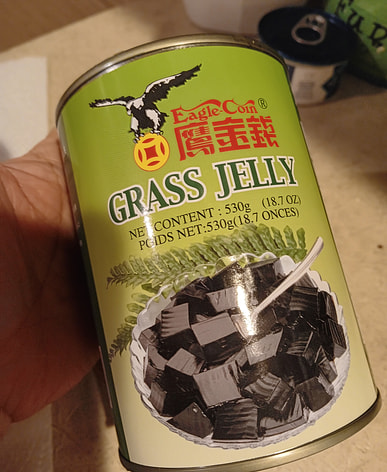 Eagle-Coin®
鷹金錢
GRASS JELLY
NET CONTENT : 530g (18.7 OZ)
POIDS NET:530g(18.7 ONCES)